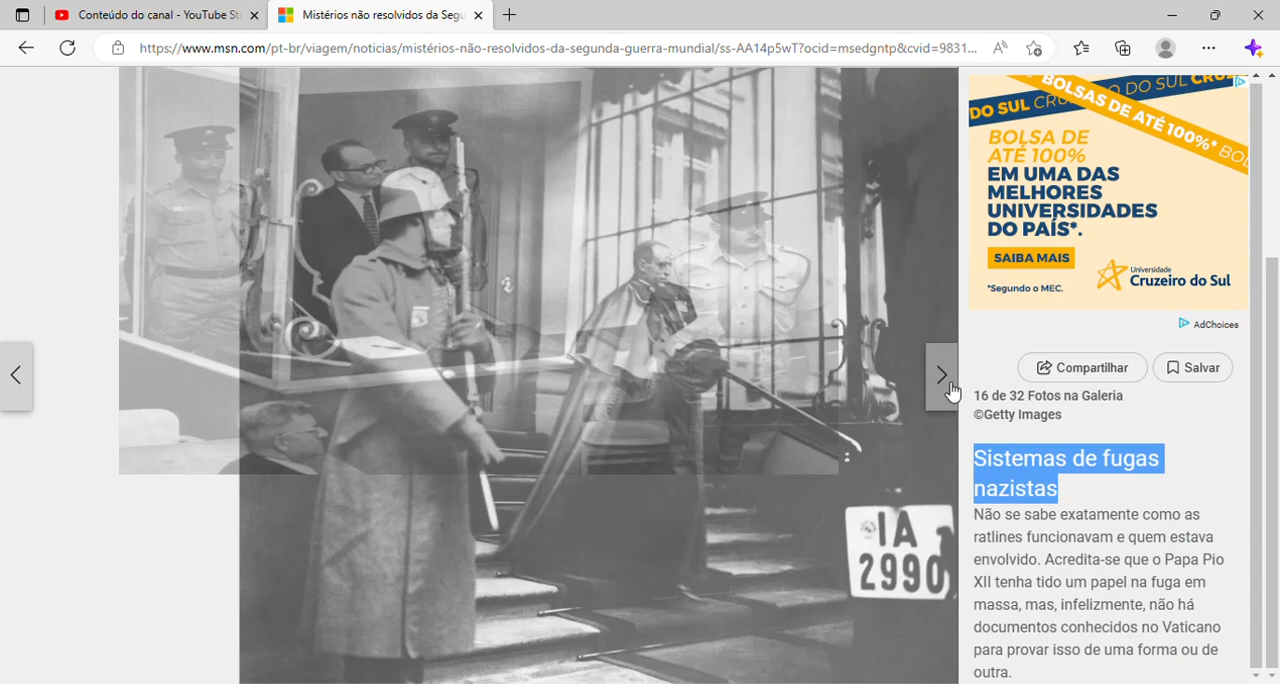 Conteúdo do canal - YouTube St
Mistérios não resolvidos da Segu
https://www.msn.com/pt-br/viagem/noticias/mistérios-não-resolvidos-da-segunda-guerra-mundial/ss-AA14p5wT?ocid=msedgntp&cvid=9831...
DO SUL CRU
O DO SUL CRUZ
BOLSAS DE ATÉ 100%* BOL
BOLSA DE
ATÉ 100%
EM UMA DAS
MELHORES
UNIVERSIDADES
DO PAÍS*.
SAIBA MAIS
*Segundo o MEC.
Universidade
Cruzeiro do Sul
AdChoices
Compartilhar
Salvar
16 de 32 Fotos na Galeria
©Getty Images
Sistemas de fugas
nazistas
Não se sabe exatamente como as
ratlines funcionavam e quem estava
envolvido. Acredita-se que o Papa Pio
XII tenha tido um papel na fuga em
massa, mas, infelizmente, não há
documentos conhecidos no Vaticano
para provar isso de uma forma ou de
outra.
IA
2990